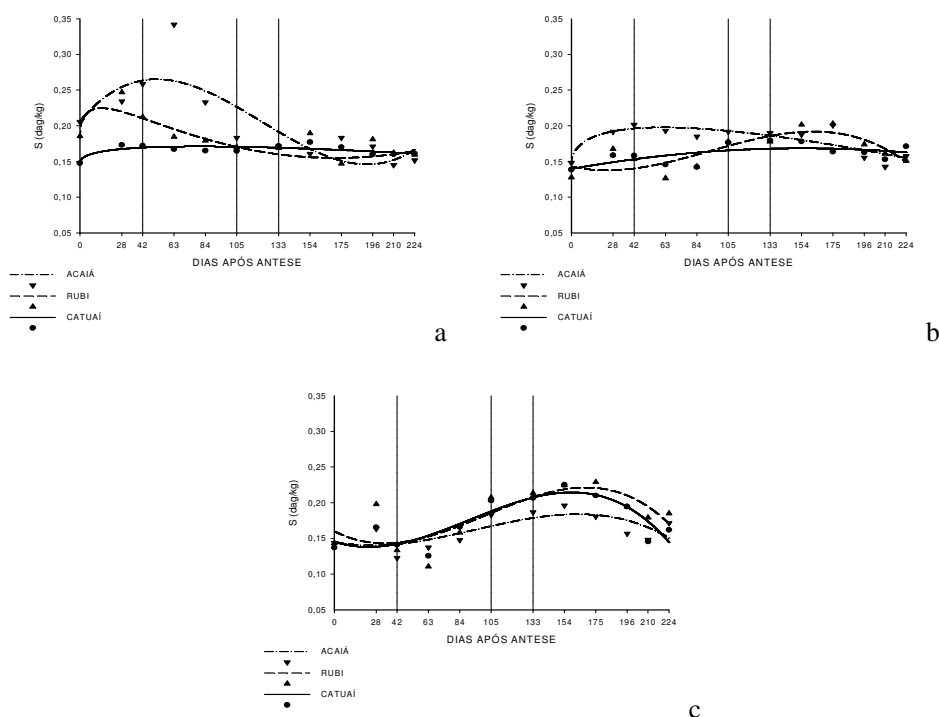 0,35
0,30
0,25
0,20
0,15
0,10
0,05
S (dag/kg)
0 28 42 63 84 105 133 154 175 196 210 224
DIAS APÓS ANTESE
ACAIÁ
RUBI
CATUAÍ
a
0,35
0,30
0,25
0,20
0,15
0,10
0,05
S (dag/kg)
0 28 42 63 84 105 133 154 175 196 210 224
DIAS APÓS ANTESE
ACAIÁ
RUBI
CATUAÍ
b
0,35
0,30
0,25
0,20
0,15
0,10
0,05
S (dag/kg)
0 28 42 63 84 105 133 154 175 196 210 224
DIAS APÓS ANTESE
ACAIÁ
RUBI
CATUAÍ
c